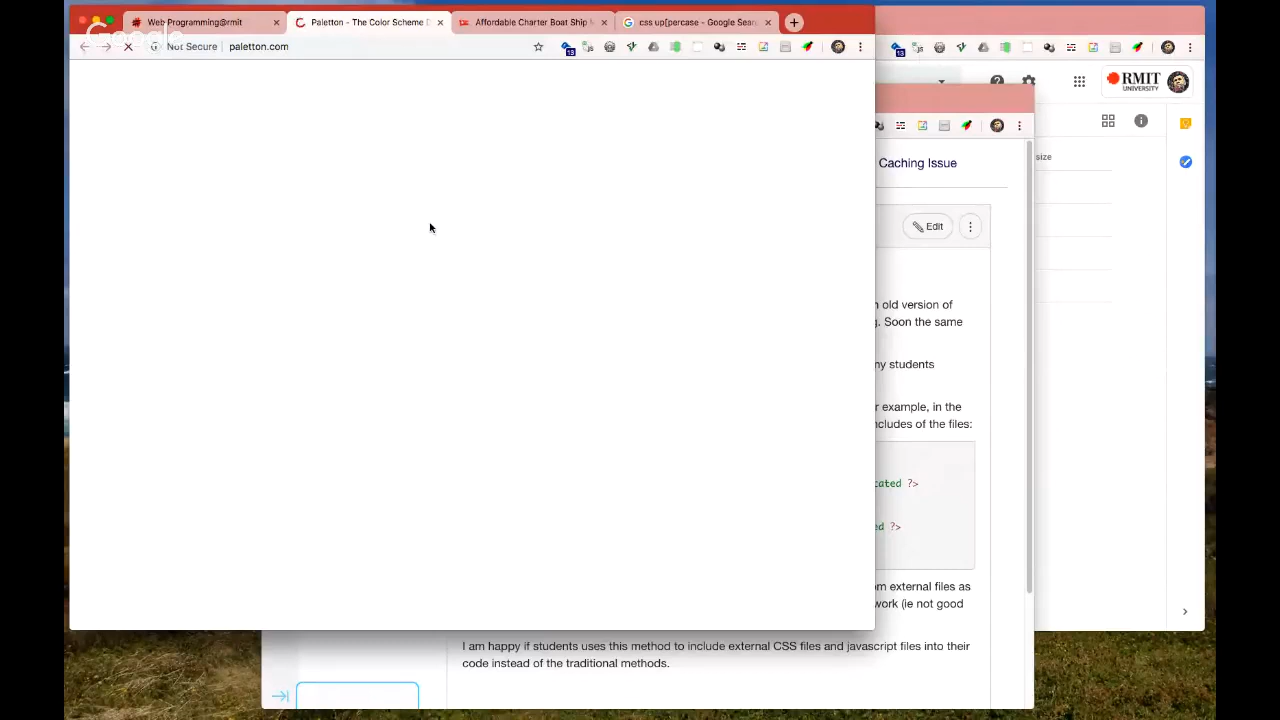 Web Programming@rmit
Paletton - The Color Scheme D
Affordable Charter Boat Ship M
css up[percase - Google Sear
Google
Not Secure
paletton.com
13
13
RMIT
UNIVERSITY
size
Caching Issue
Edit
n old version of
g. Soon the same
ny students
r example, in the
ncludes of the files:
cated ?>
ed ?>
om external files as
work (ie not good
I am happy if students uses this method to include external CSS files and javascript files into their
code instead of the traditional methods.